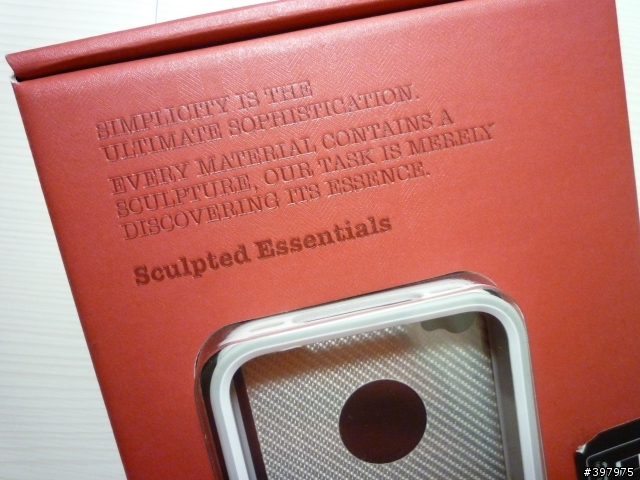 SIMPLICITY IS THE
ULTIMATE SOPHISTICATION.
EVERY MATERIAL CONTAINS A
SCULPTURE, OUR TASK IS MERELY
DISCOVERING ITS ESSENCE.
Sculpted Essentials
#397975